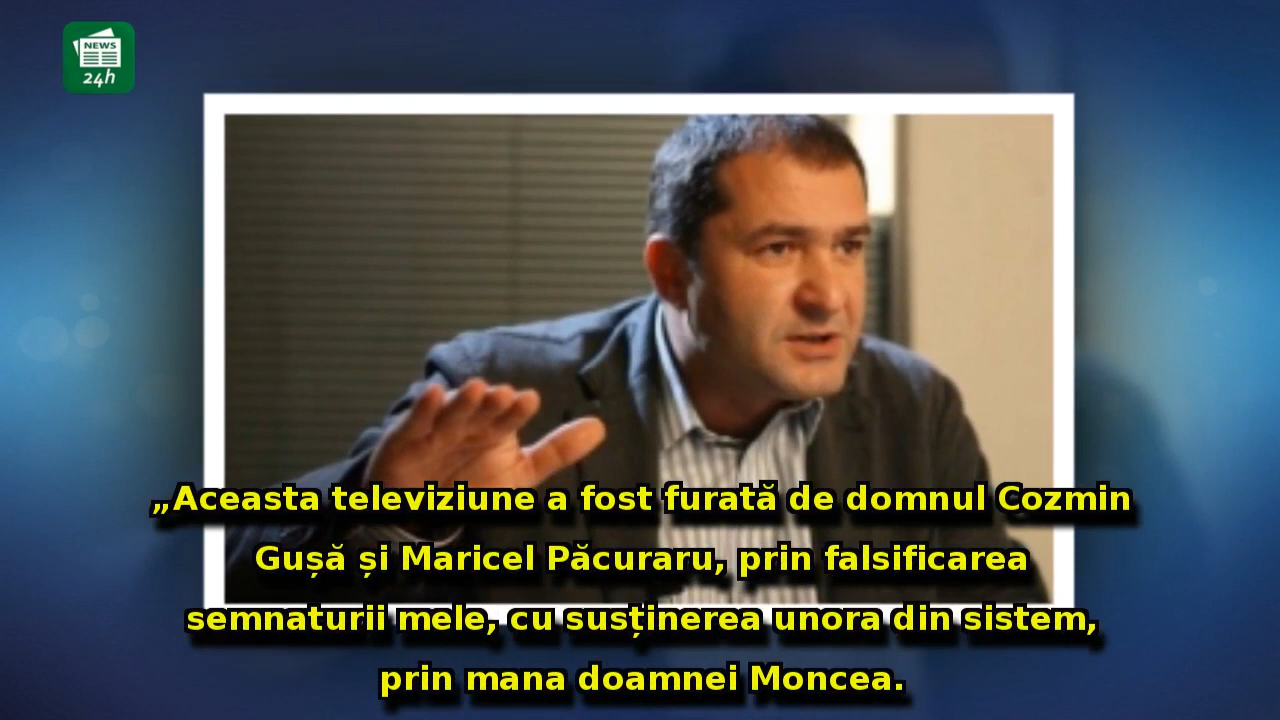 NEWS
24h
„Aceasta televiziune a fost furată de domnul Cozmin
Gușă și Maricel Păcuraru, prin falsificarea
semnaturii mele, cu susținerea unora din sistem,
prin mana doamnei Moncea.